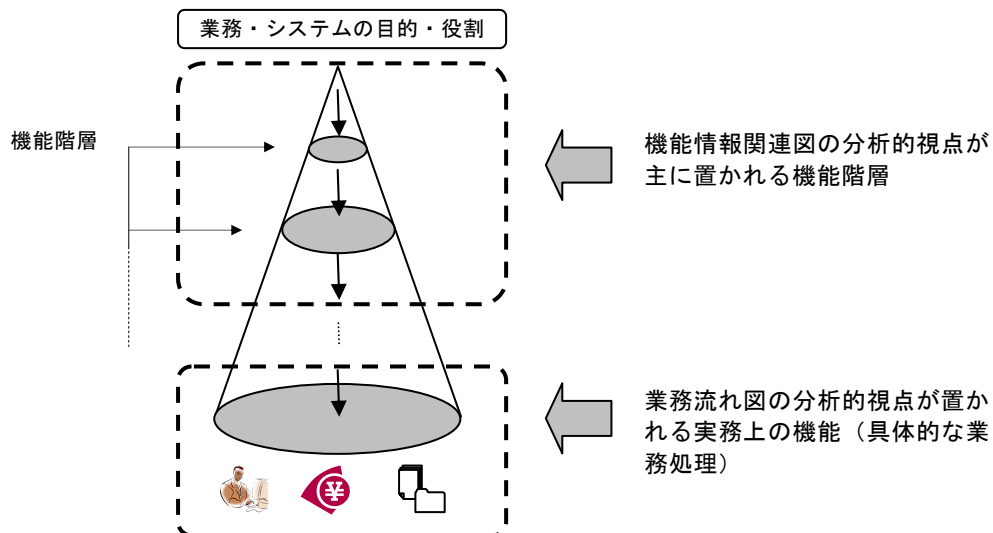 業務・システムの目的・役割
機能階層
機能情報関連図の分析的視点が
主に置かれる機能階層
業務流れ図の分析的視点が置か
れる実務上の機能（具体的な業
務処理）
¥